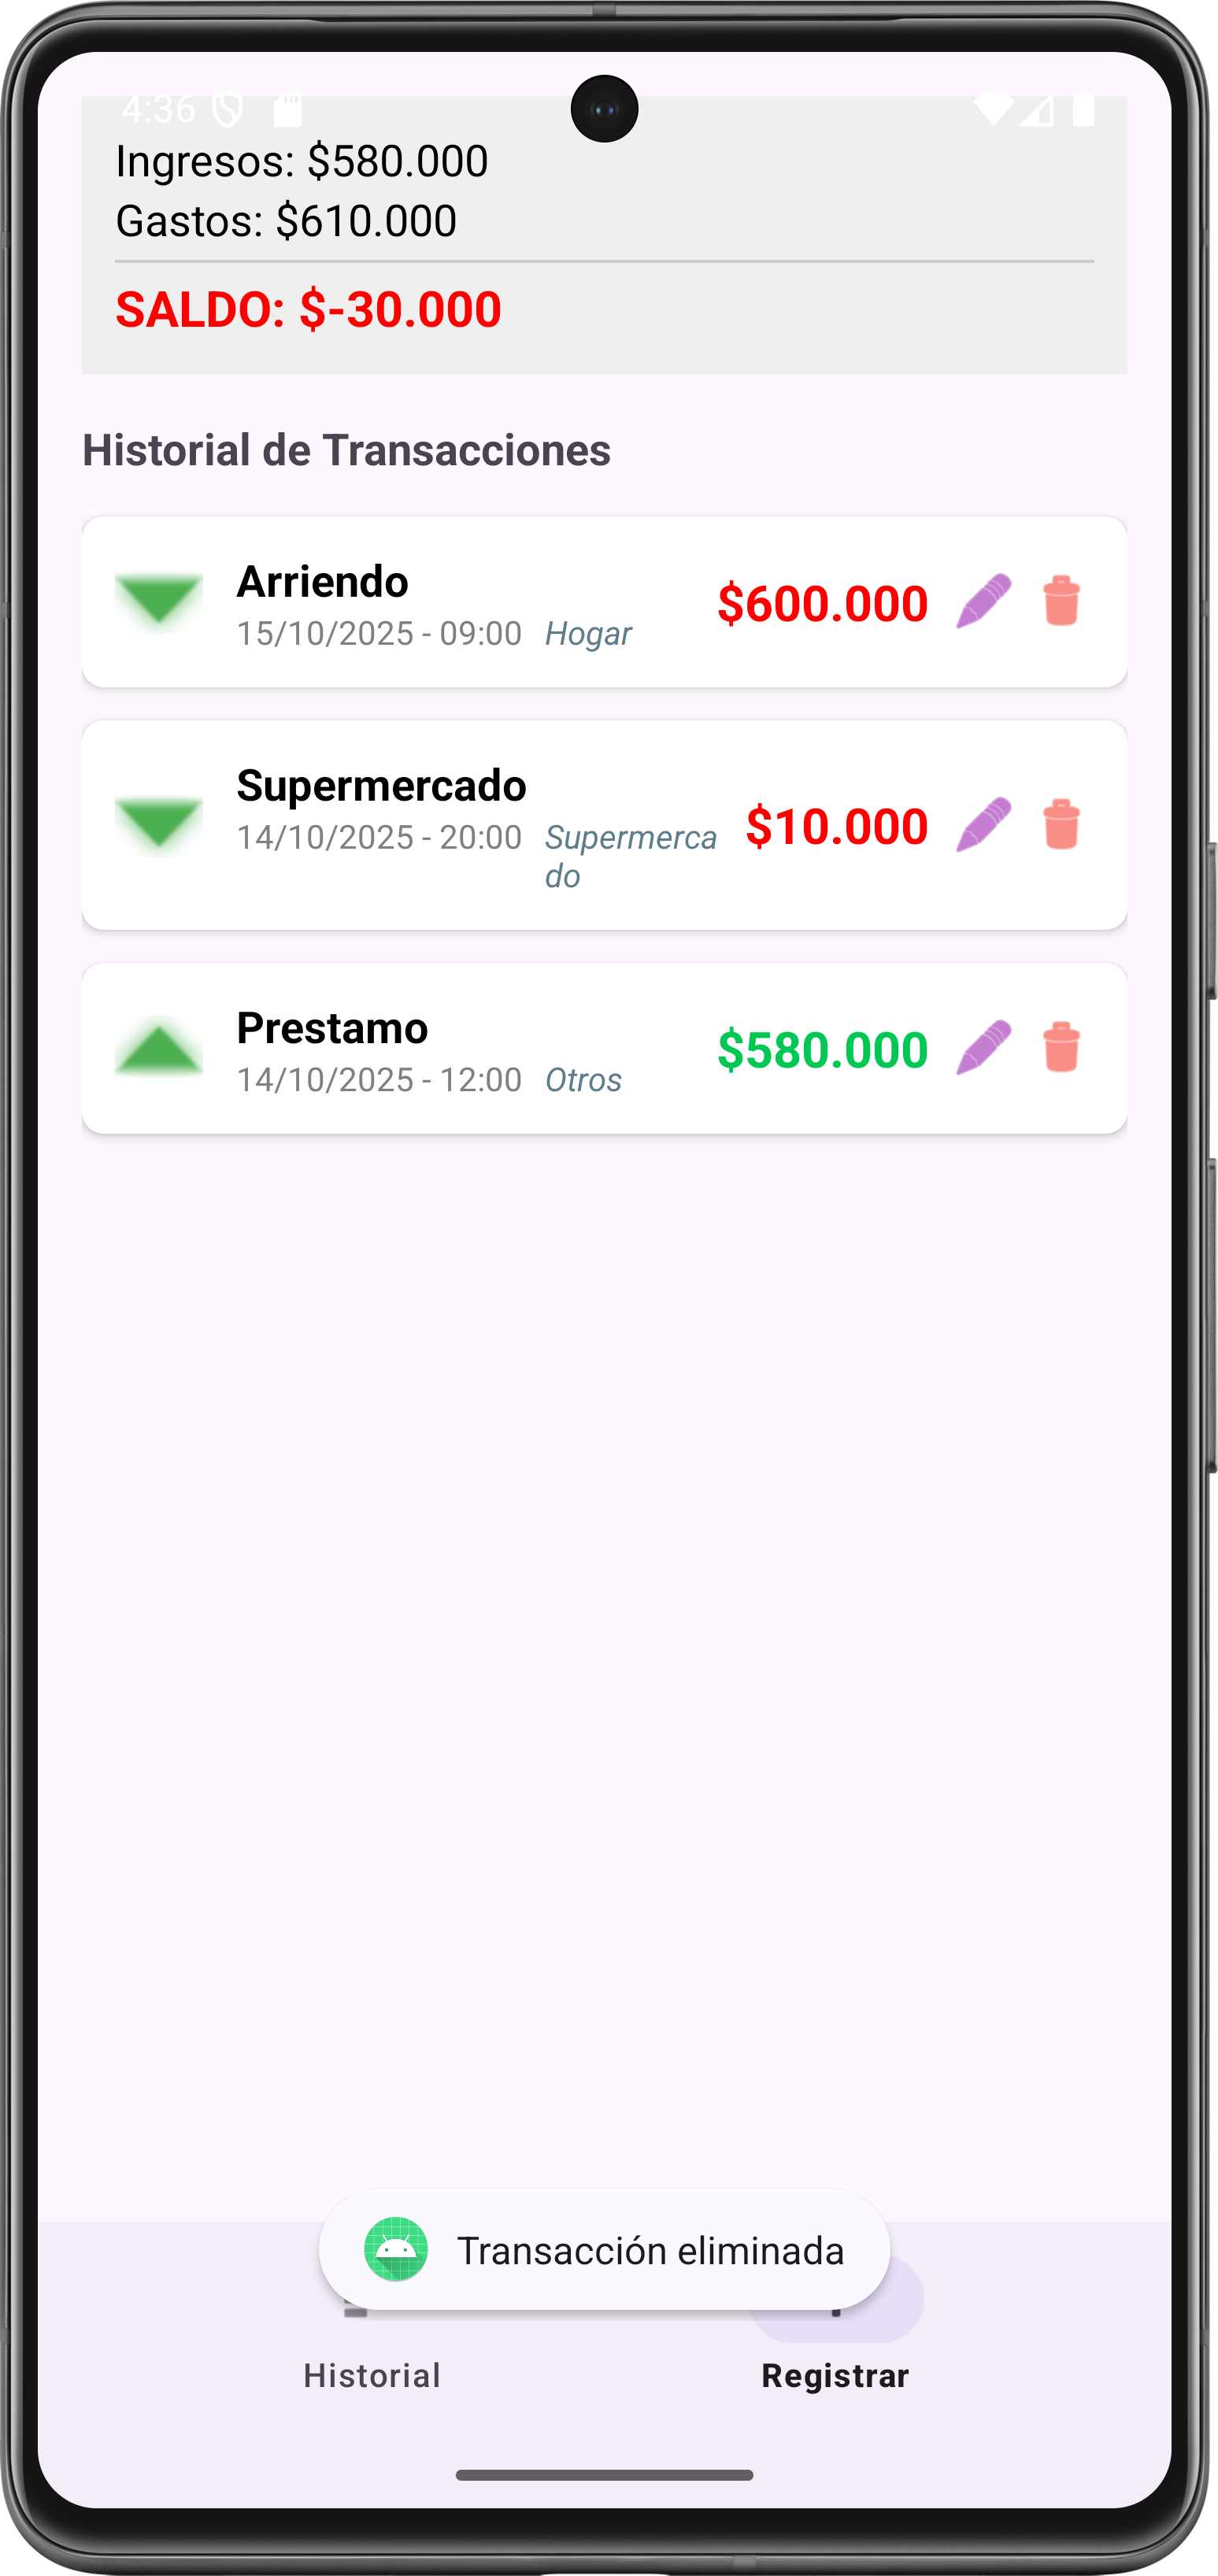 4:36
Ingresos: $580.000
Gastos: $610.000
SALDO: $-30.000
Historial de Transacciones
Arriendo
15/10/2025 - 09:00 Hogar
$600.000
Supermercado
14/10/2025 - 20:00 Supermerca
do
$10.000
Prestamo
14/10/2025 - 12:00 Otros
$580.000
Transacción eliminada
Historial
Registrar